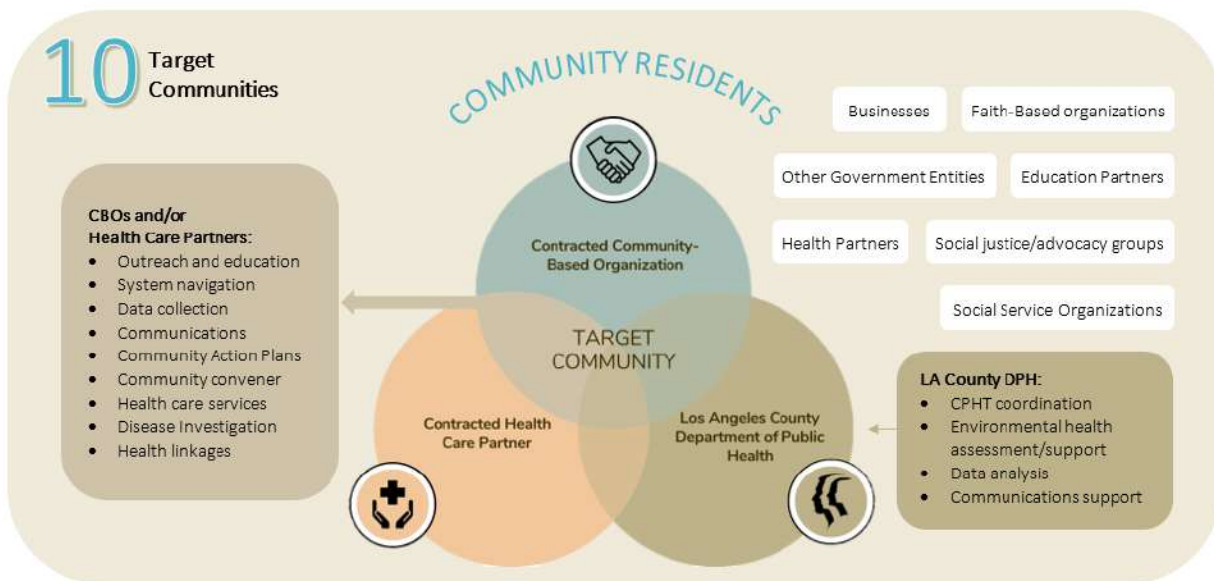 10 Target
Communities
COMMUNITY RESIDENTS
Businesses
Faith-Based organizations
Other Government Entities
Education Partners
Health Partners
Social justice/advocacy groups
Social Service Organizations
CBOs and/or
Health Care Partners:
• Outreach and education
• System navigation
• Data collection
• Communications
• Community Action Plans
• Community convener
• Health care services
• Disease Investigation
• Health linkages
Contracted Community-
Based Organization
TARGET
COMMUNITY
Contracted Health
Care Partner
Los Angeles County
Department of Public
Health
LA County DPH:
• CPHT coordination
• Environmental health
assessment/support
• Data analysis
• Communications support